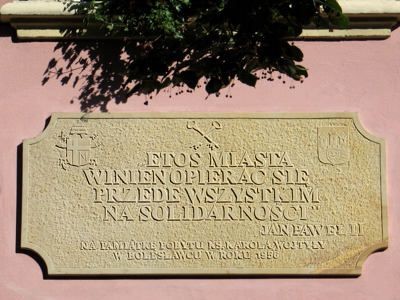 „ETOS MIASTA
WINIEN OPIERAĆ SIĘ
PRZEDE WSZYSTKIM
NA SOLIDARNOŚCI"
JAN PAWEŁ II
NA PAMIĄTKĘ POBYTU KS. KAROLA WOJTYŁY
W BOLESŁAWCU W ROKU 1956